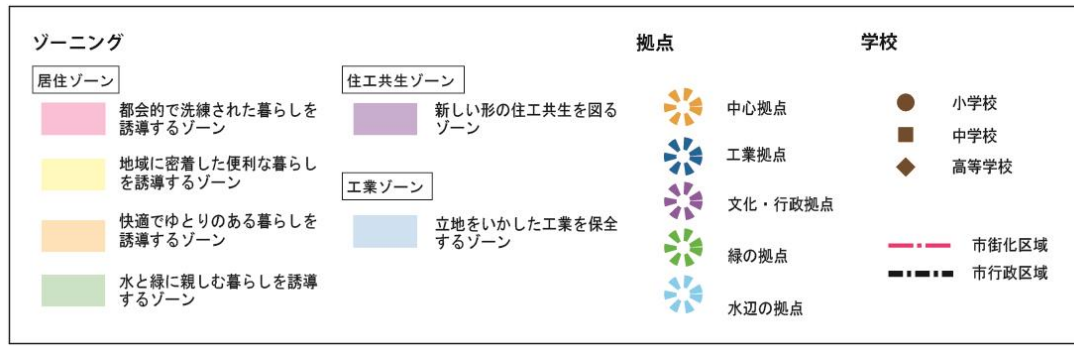 ゾーニング
居住ゾーン
都会的で洗練された暮らしを
誘導するゾーン
地域に密着した便利な暮らし
を誘導するゾーン
快適でゆとりのある暮らしを
誘導するゾーン
水と緑に親しむ暮らしを誘導
するゾーン
住工共生ゾーン
新しい形の住工共生を図る
ゾーン
工業ゾーン
立地をいかした工業を保全
するゾーン
拠点
中心拠点
工業拠点
文化・行政拠点
緑の拠点
水辺の拠点
学校
小学校
中学校
高等学校
市街化区域
市行政区域